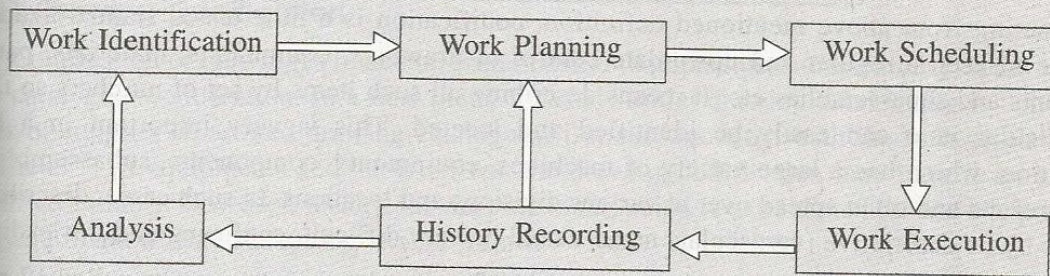 Work Identification
Work Planning
Work Scheduling
Analysis
History Recording
Work Execution